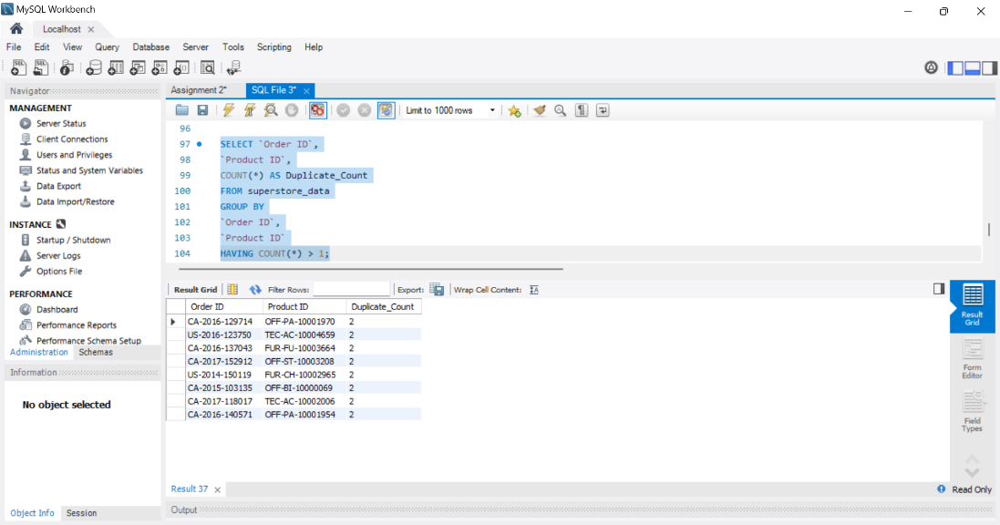 MySQL Workbench
Localhost
File Edit View Query Database Server Tools Scripting Help
Navigator
MANAGEMENT
Server Status
Client Connections
Users and Privileges
Status and System Variables
Data Export
Data Import/Restore
INSTANCE
Startup / Shutdown
Server Logs
Options File
PERFORMANCE
Dashboard
Performance Reports
Performance Schema Setup
Administration Schemas
Information
No object selected
Object Info Session
Assignment 2* SQL File 3*
Limit to 1000 rows
96
97 SELECT `Order ID`,
98 `Product ID`,
99 COUNT(*) AS Duplicate_Count
100 FROM superstore_data
101 GROUP BY
102 `Order ID`,
103 `Product ID`
104 HAVING COUNT(*) > 1;
Result Grid Filter Rows: Export: Wrap Cell Content:
Order ID Product ID Duplicate_Count
CA-2016-129714 OFF-PA-10001970 2
US-2016-123750 TEC-AC-10004659 2
CA-2016-137043 FUR-FU-10003664 2
CA-2017-152912 OFF-ST-10003208 2
US-2014-150119 FUR-CH-10002965 2
CA-2015-103135 OFF-BI-10000069 2
CA-2017-118017 TEC-AC-10002006 2
CA-2016-140571 OFF-PA-10001954 2
Result
Grid
Form
Editor
Field
Types
Result 37
Read Only
Output